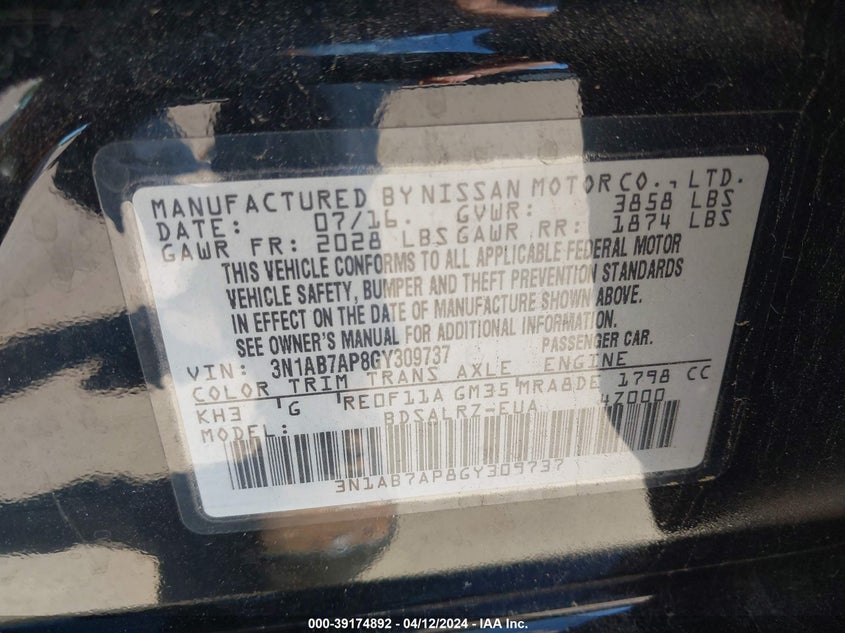 MANUFACTURED BY NISSAN MOTOR CO., LTD.
DATE: 07/16. GVWR: 3858 LBS
GAWR FR: 2028 LBS GAWR RR: 1874 LBS
THIS VEHICLE CONFORMS TO ALL APPLICABLE FEDERAL MOTOR
VEHICLE SAFETY, BUMPER AND THEFT PREVENTION STANDARDS
IN EFFECT ON THE DATE OF MANUFACTURE SHOWN ABOVE.
SEE OWNER'S MANUAL FOR ADDITIONAL INFORMATION.
VIN: 3N1AB7AP8GY309737 PASSENGER CAR.
COLOR TRIM TRANS AXLE ENGINE
KH3 G RE0F11A GM35 MRA8DE 1798 CC
MODEL: BDSALRZ-EUA 47000
3N1AB7AP8GY309737
000-39174892 - 04/12/2024 - © IAA Inc.